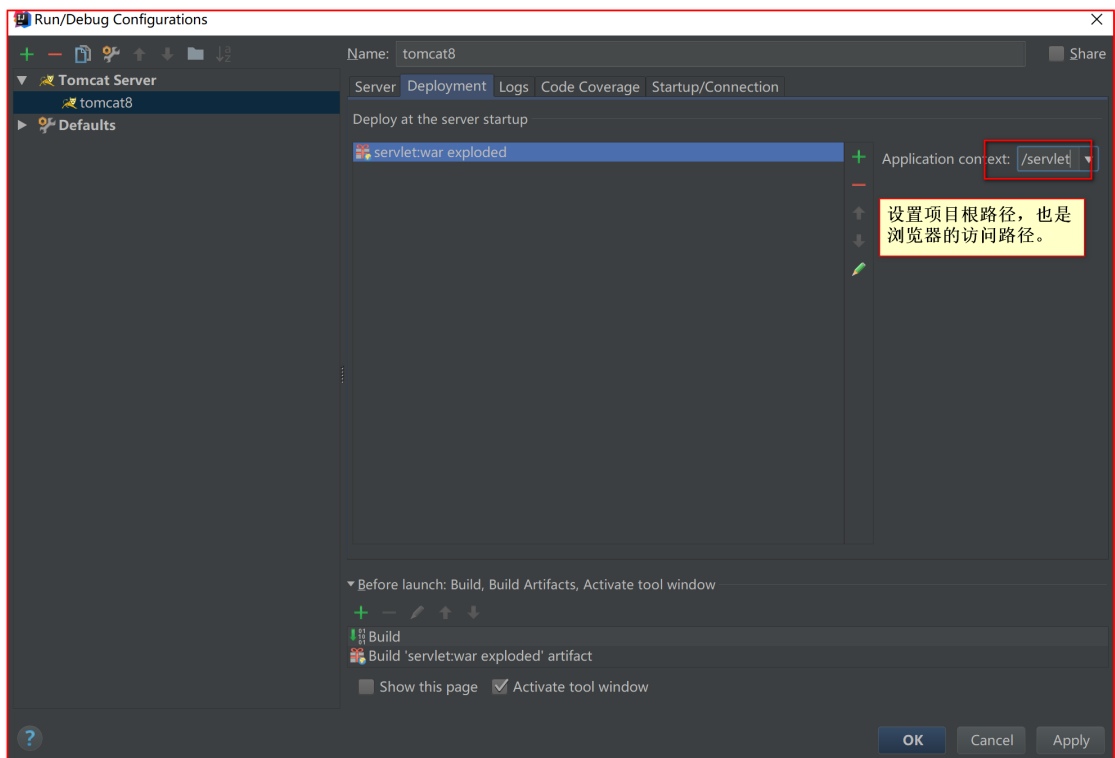 Run/Debug Configurations
Name: tomcat8
Share
Tomcat Server
tomcat8
Defaults
Server Deployment Logs Code Coverage Startup/Connection
Deploy at the server startup
servlet:war exploded
Application context: /servlet
设置项目根路径，也是
浏览器的访问路径。
Before launch: Build, Build Artifacts, Activate tool window
Build
Build 'servlet:war exploded' artifact
Show this page Activate tool window
? OK Cancel Apply